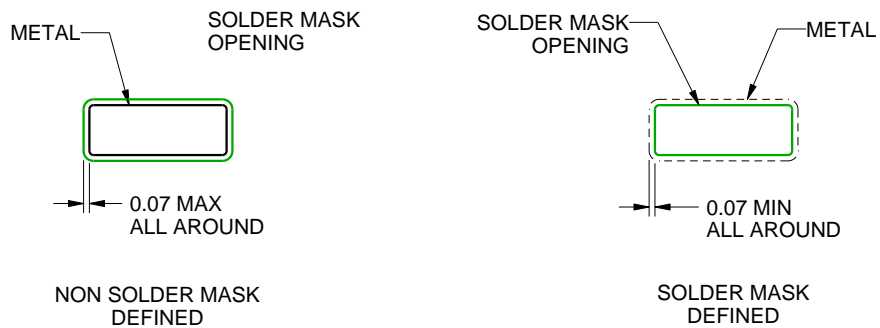 METAL
SOLDER MASK
OPENING
0.07 MAX
ALL AROUND
NON SOLDER MASK
DEFINED
SOLDER MASK
OPENING
METAL
0.07 MIN
ALL AROUND
SOLDER MASK
DEFINED